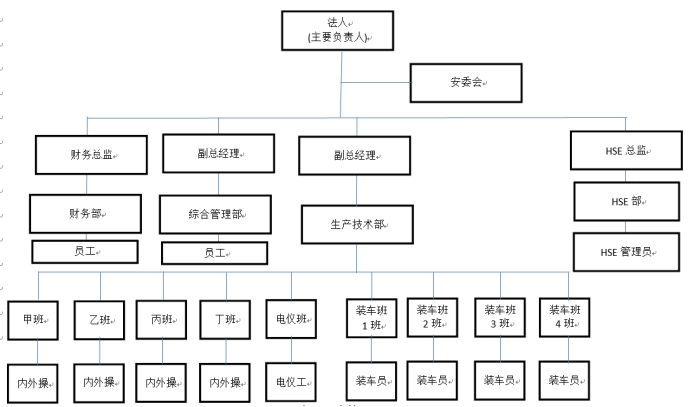 法人
(主要负责人)
安委会
财务总监
副总经理
副总经理
HSE 总监
财务部
综合管理部
生产技术部
HSE 部
员工
员工
HSE 管理员
甲班
乙班
丙班
丁班
电仪班
装车班
1 班
装车班
2 班
装车班
3 班
装车班
4 班
内外操
内外操
内外操
内外操
电仪工
装车员
装车员
装车员
装车员